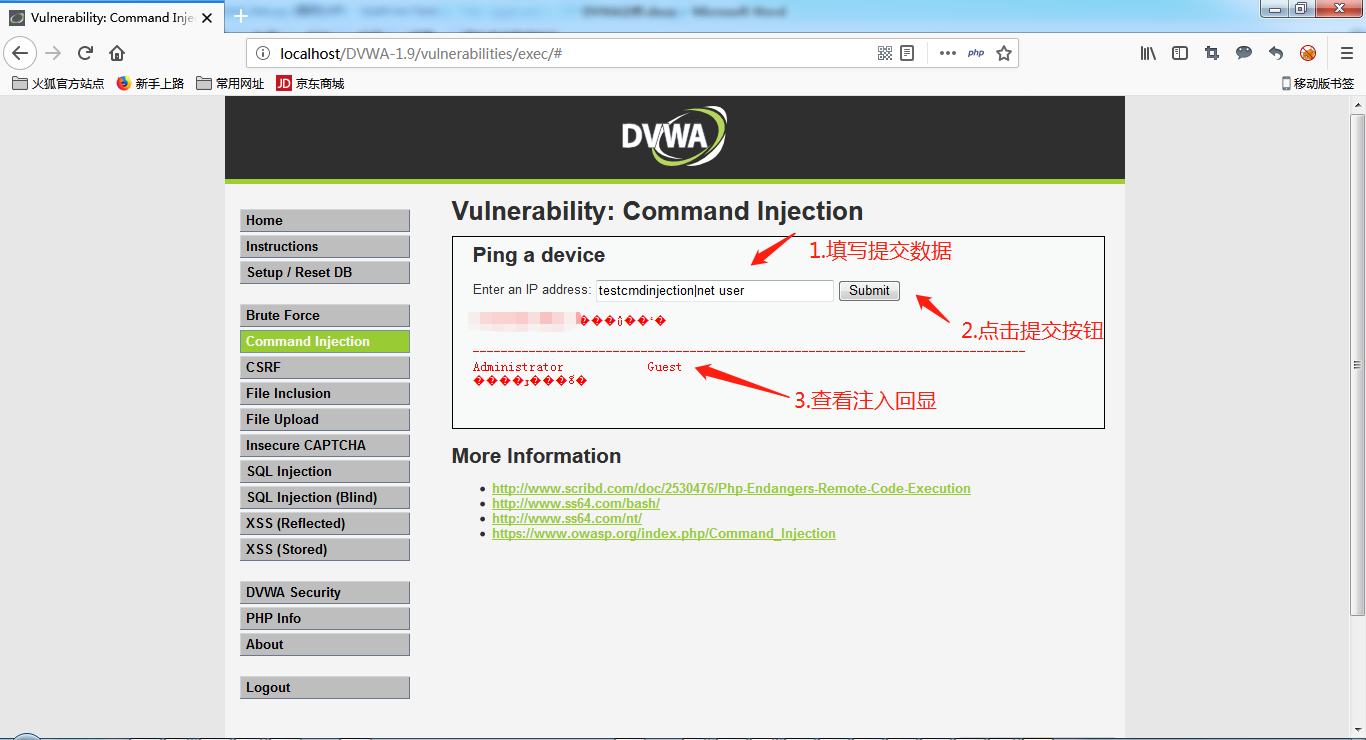 Vulnerability: Command Inje
localhost/DVWA-1.9/vulnerabilities/exec/#
php
火狐官方站点 新手上路 常用网址 JD 京东商城 移动版书签
DVWA
Home
Instructions
Setup / Reset DB
Brute Force
Command Injection
CSRF
File Inclusion
File Upload
Insecure CAPTCHA
SQL Injection
SQL Injection (Blind)
XSS (Reflected)
XSS (Stored)
DVWA Security
PHP Info
About
Logout
Vulnerability: Command Injection
Ping a device
1.填写提交数据
Enter an IP address: testcmdinjection|net user Submit
2.点击提交按钮
Administrator Guest
3.查看注入回显
More Information
http://www.scribd.com/doc/2530476/Php-Endangers-Remote-Code-Execution
http://www.ss64.com/bash/
http://www.ss64.com/nt/
https://www.owasp.org/index.php/Command_Injection